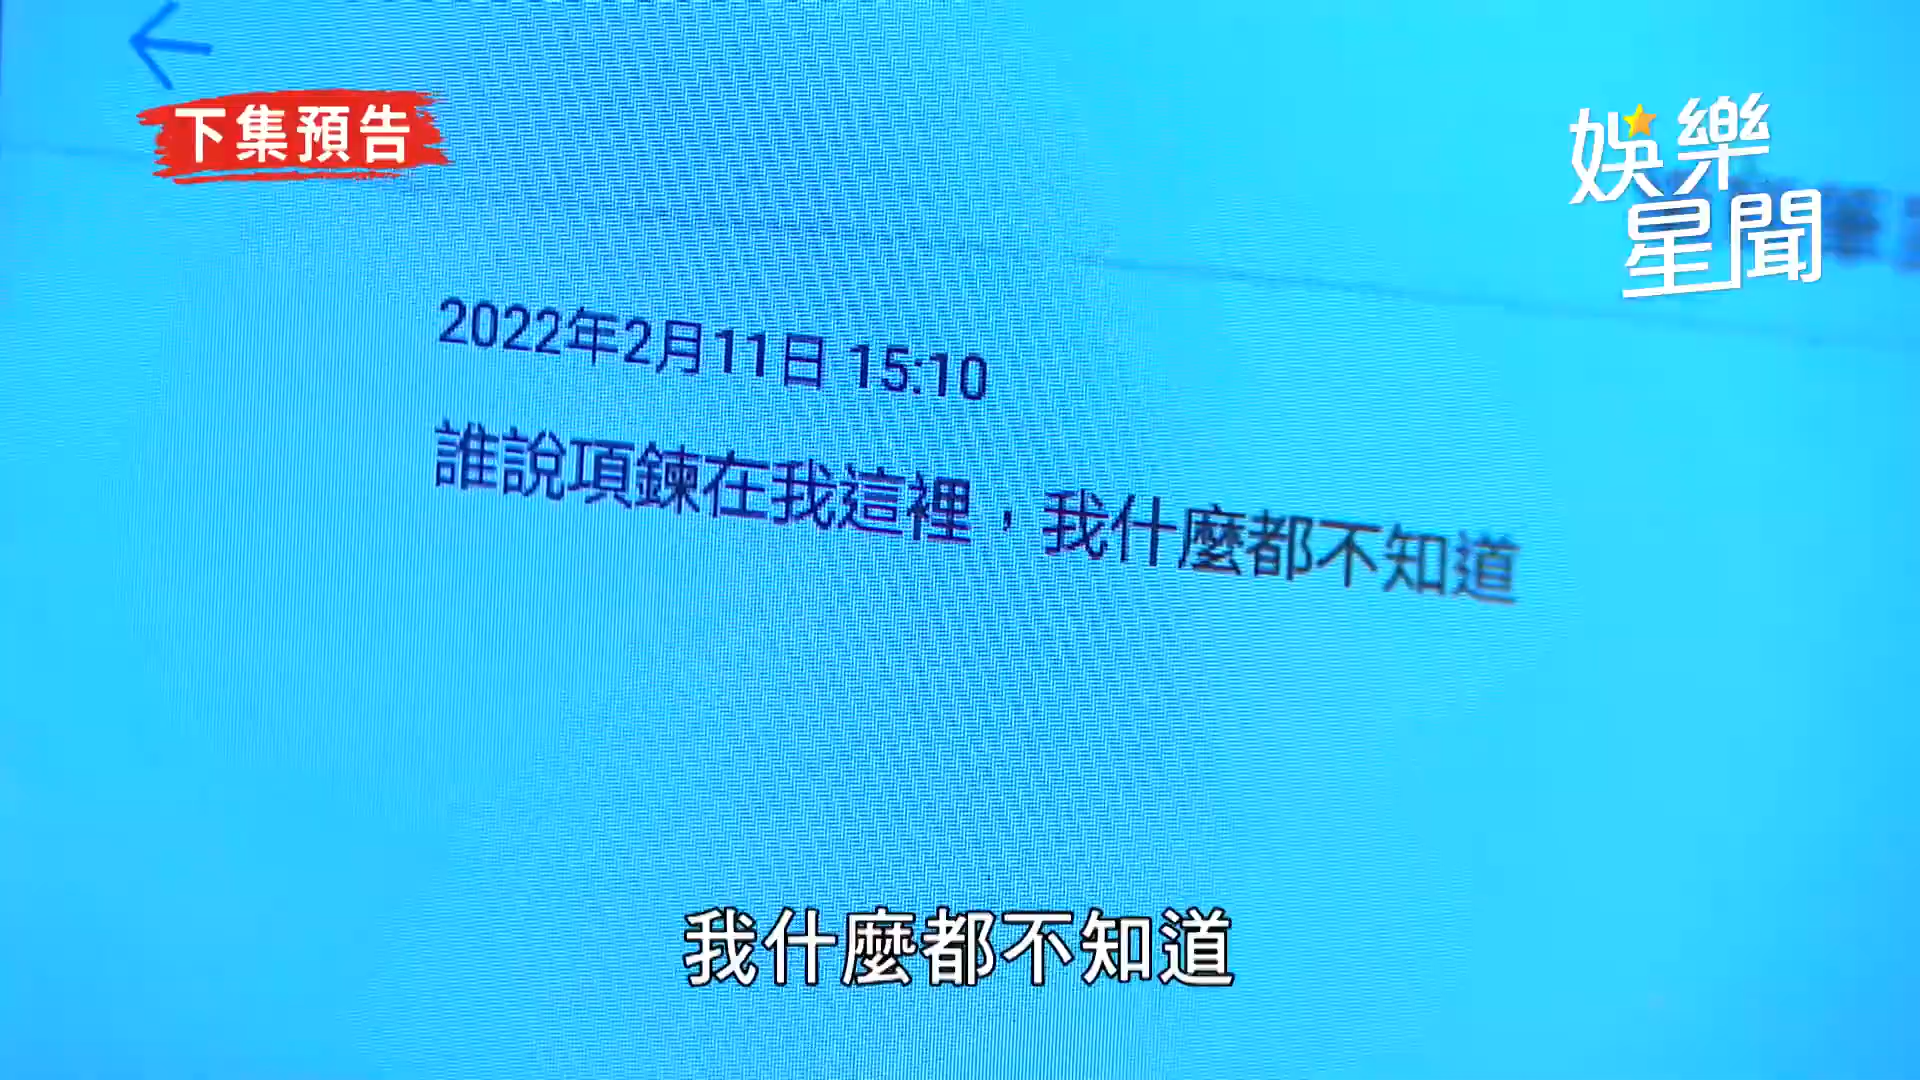 下集預告
娛樂
星聞
2022年2月11日 15:10
誰說項鍊在我這裡，我什麼都不知道
我什麼都不知道